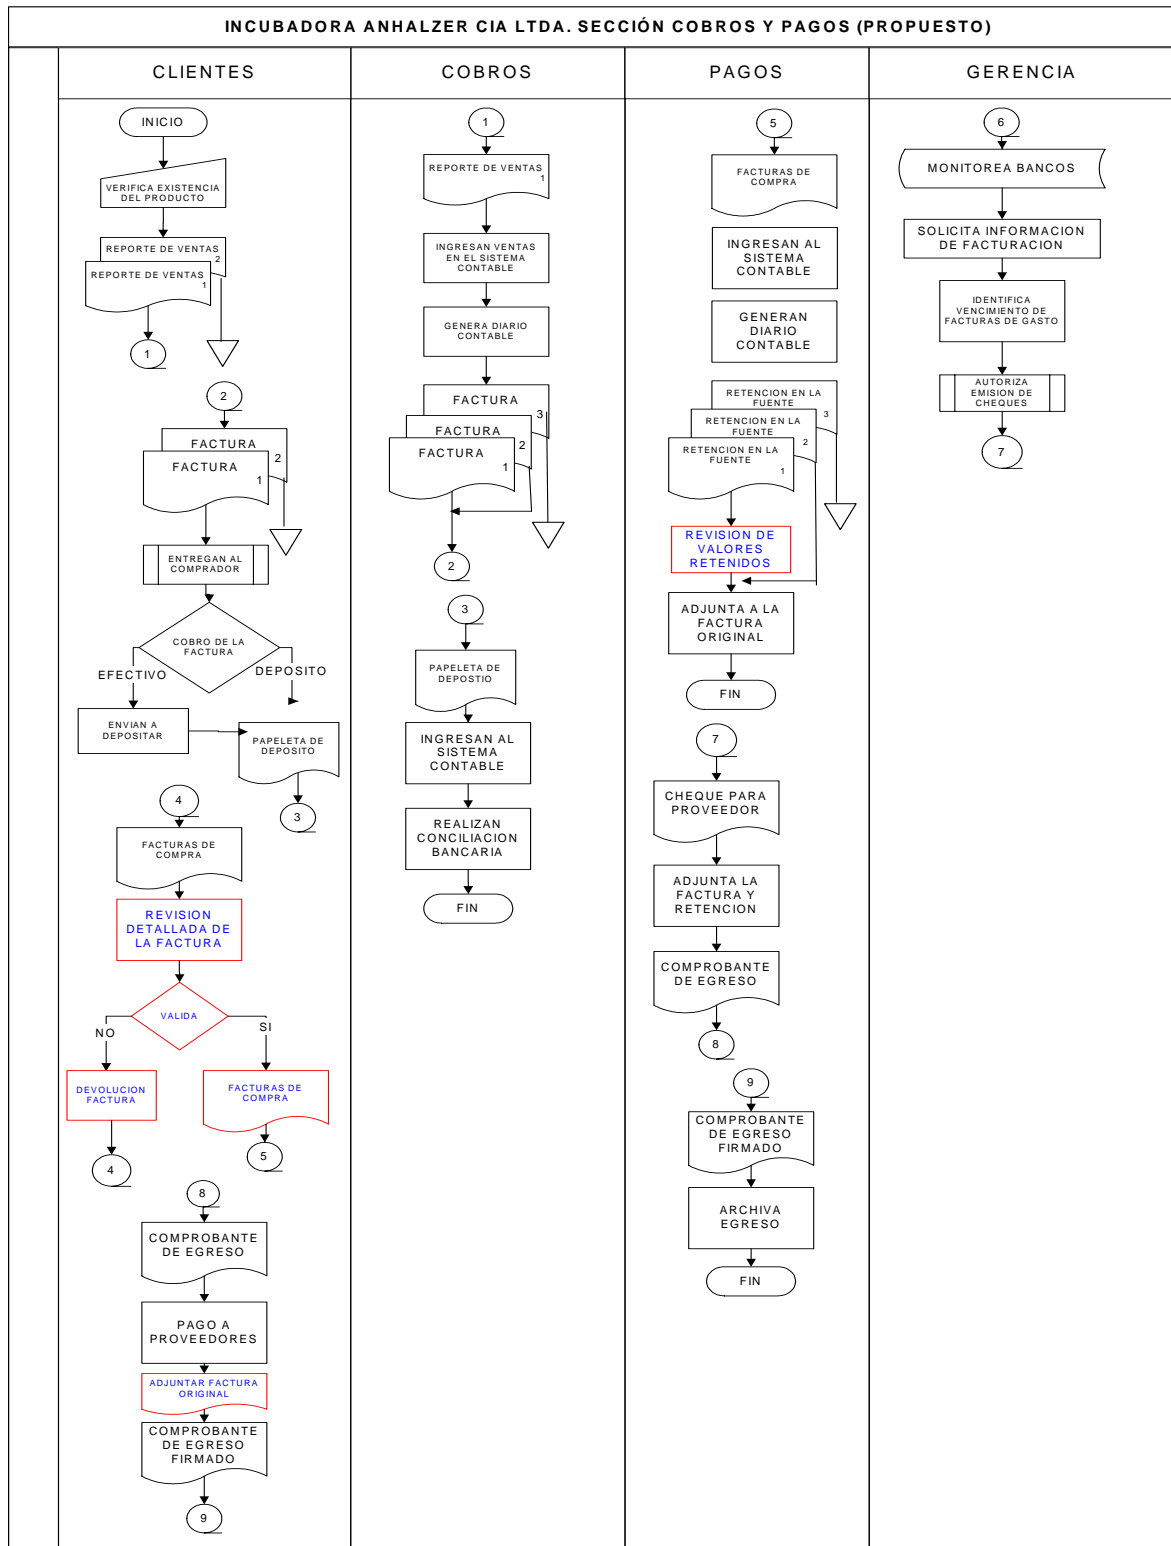 INCUBADORA ANHALZER CIA LTDA. SECCIÓN COBROS Y PAGOS (PROPUESTO)
CLIENTES
INICIO
VERIFICA EXISTENCIA
DEL PRODUCTO
REPORTE DE VENTAS
2
REPORTE DE VENTAS
1
1
2
FACTURA
2
FACTURA
1
ENTREGAN AL
COMPRADOR
COBRO DE LA
FACTURA
EFECTIVO
DEPOSITO
ENVIAN A
DEPOSITAR
PAPELETA DE
DEPOSITO
3
4
FACTURAS DE
COMPRA
REVISION
DETALLADA DE
LA FACTURA
VALIDA
NO
SI
DEVOLUCION
FACTURA
FACTURAS DE
COMPRA
4
5
8
COMPROBANTE
DE EGRESO
PAGO A
PROVEEDORES
ADJUNTAR FACTURA
ORIGINAL
COMPROBANTE
DE EGRESO
FIRMADO
9
COBROS
1
REPORTE DE VENTAS
1
INGRESAN VENTAS
EN EL SISTEMA
CONTABLE
GENERA DIARIO
CONTABLE
FACTURA
3
FACTURA
2
FACTURA
1
2
3
PAPELETA DE
DEPOSTIO
INGRESAN AL
SISTEMA
CONTABLE
REALIZAN
CONCILIACION
BANCARIA
FIN
PAGOS
5
FACTURAS DE
COMPRA
INGRESAN AL
SISTEMA
CONTABLE
GENERAN
DIARIO
CONTABLE
RETENCION EN LA
FUENTE
3
RETENCION EN LA
FUENTE
2
RETENCION EN LA
FUENTE
1
REVISION DE
VALORES
RETENIDOS
ADJUNTA A LA
FACTURA
ORIGINAL
FIN
7
CHEQUE PARA
PROVEEDOR
ADJUNTA LA
FACTURA Y
RETENCION
COMPROBANTE
DE EGRESO
8
9
COMPROBANTE
DE EGRESO
FIRMADO
ARCHIVA
EGRESO
FIN
GERENCIA
6
MONITOREA BANCOS
SOLICITA INFORMACION
DE FACTURACION
IDENTIFICA
VENCIMIENTO DE
FACTURAS DE GASTO
AUTORIZA
EMISION DE
CHEQUES
7